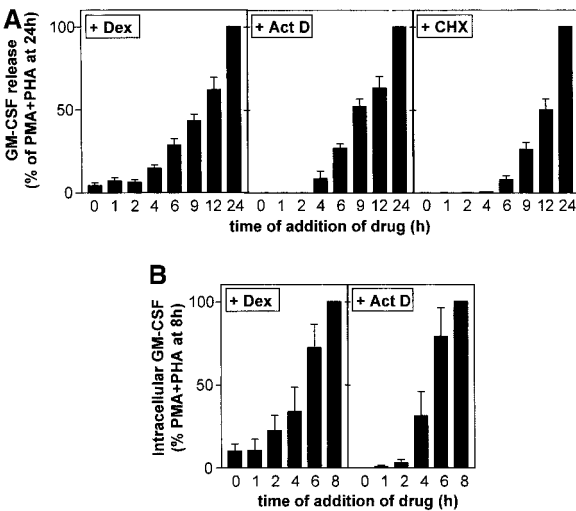 A
+ Dex
+ Act D
+ CHX
GM-CSF release
(% of PMA+PHA at 24h)
100
50
0
0 1 2 4 6 9 12 24 0 1 2 4 6 9 12 24 0 1 2 4 6 9 12 24
time of addition of drug (h)
B
+ Dex
+ Act D
Intracellular GM-CSF
(% PMA+PHA at 8h)
100
50
0
0 1 2 4 6 8 0 1 2 4 6 8
time of addition of drug (h)